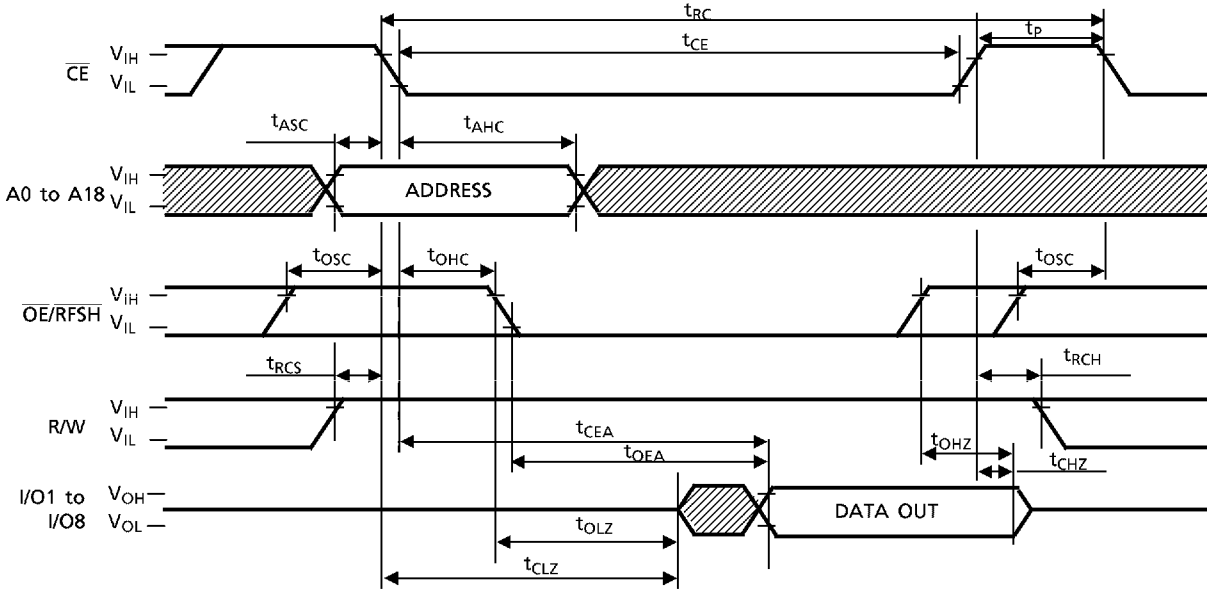 tRC
tCE
tP
CE
VIH
VIL
tASC
tAHC
A0 to A18
VIH
VIL
ADDRESS
tOSC
tOHC
tOSC
OE/RFSH
VIH
VIL
tRCS
tRCH
R/W
VIH
VIL
tCEA
tOEA
tOHZ
tCHZ
I/O1 to
I/O8
VOH
VOL
DATA OUT
tOLZ
tCLZ